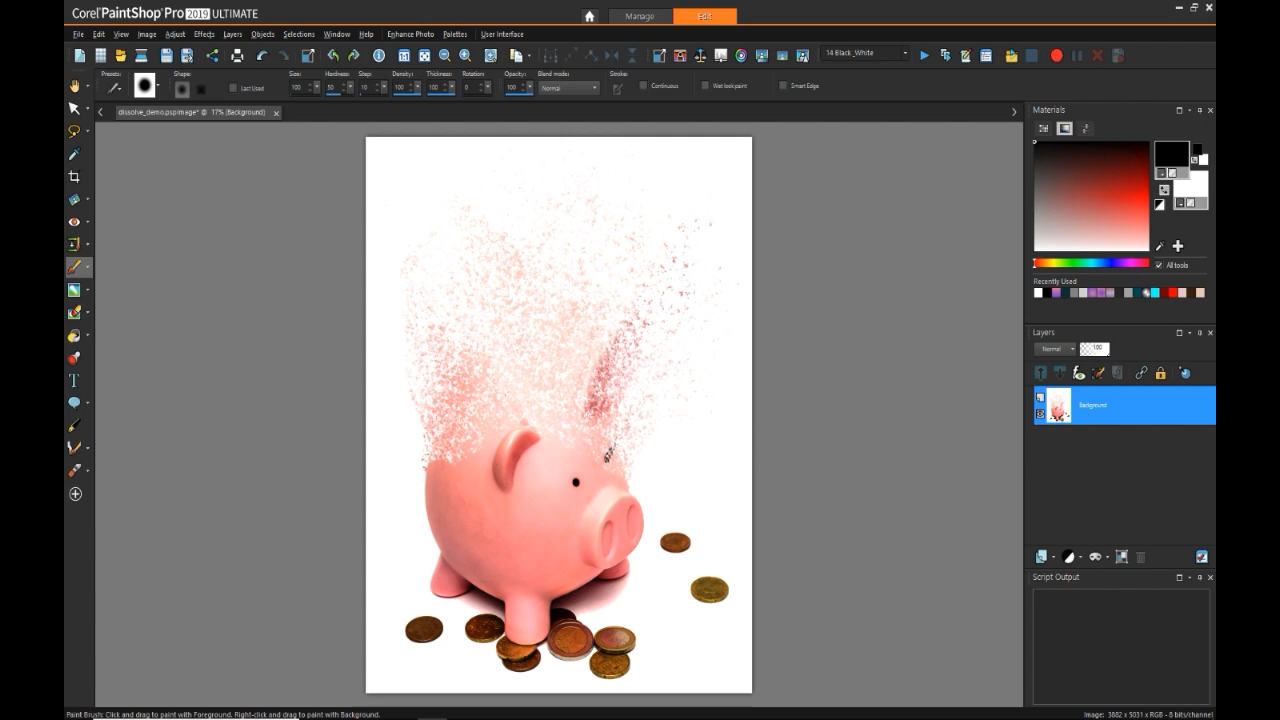 Corel PaintShop Pro 2019 ULTIMATE
Manage Edit
File Edit View Image Adjust Effects Layers Objects Selections Window Help Enhance Photo Palettes User Interface
14 Black_White
Presets: Shape: Size: Hardness: Step: Density: Thickness: Rotation: Opacity: Blend mode: Stroke:
Last Used 100 50 10 100 100 0 100 Normal Continuous Wet look paint Smart Edge
dissolve_demo.pspimage* @ 17% (Background)
Materials
All tools
Recently Used
Layers
Normal 100
Background
Script Output
Paint Brush: Click and drag to paint with Foreground. Right-click and drag to paint with Background.
Image: 3882 x 5031 x RGB - 8 bits/channel